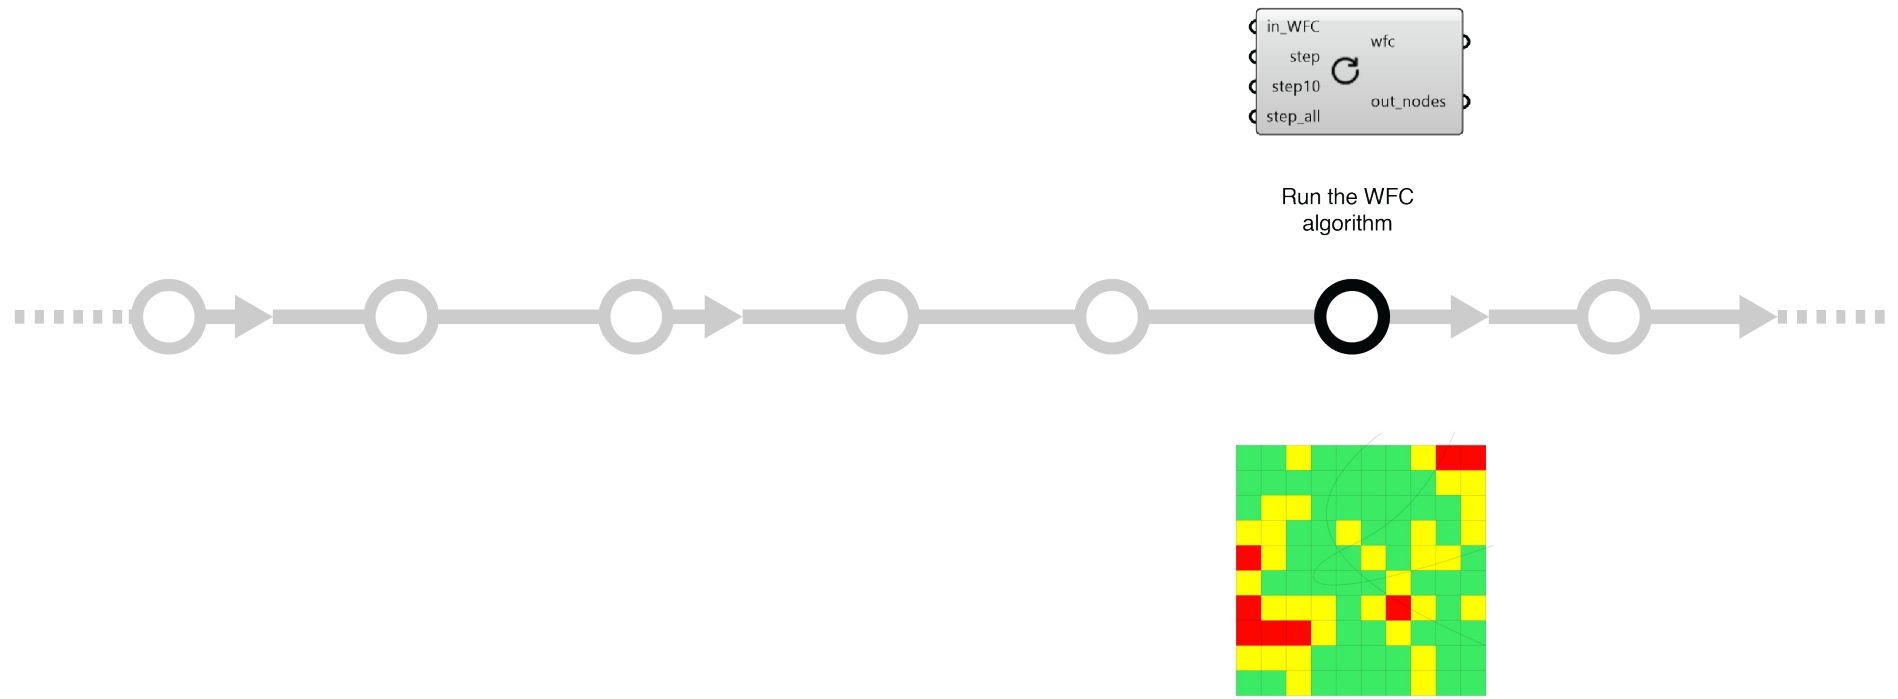 in_WFC
wfc
step
step10
out_nodes
step_all
Run the WFC
algorithm